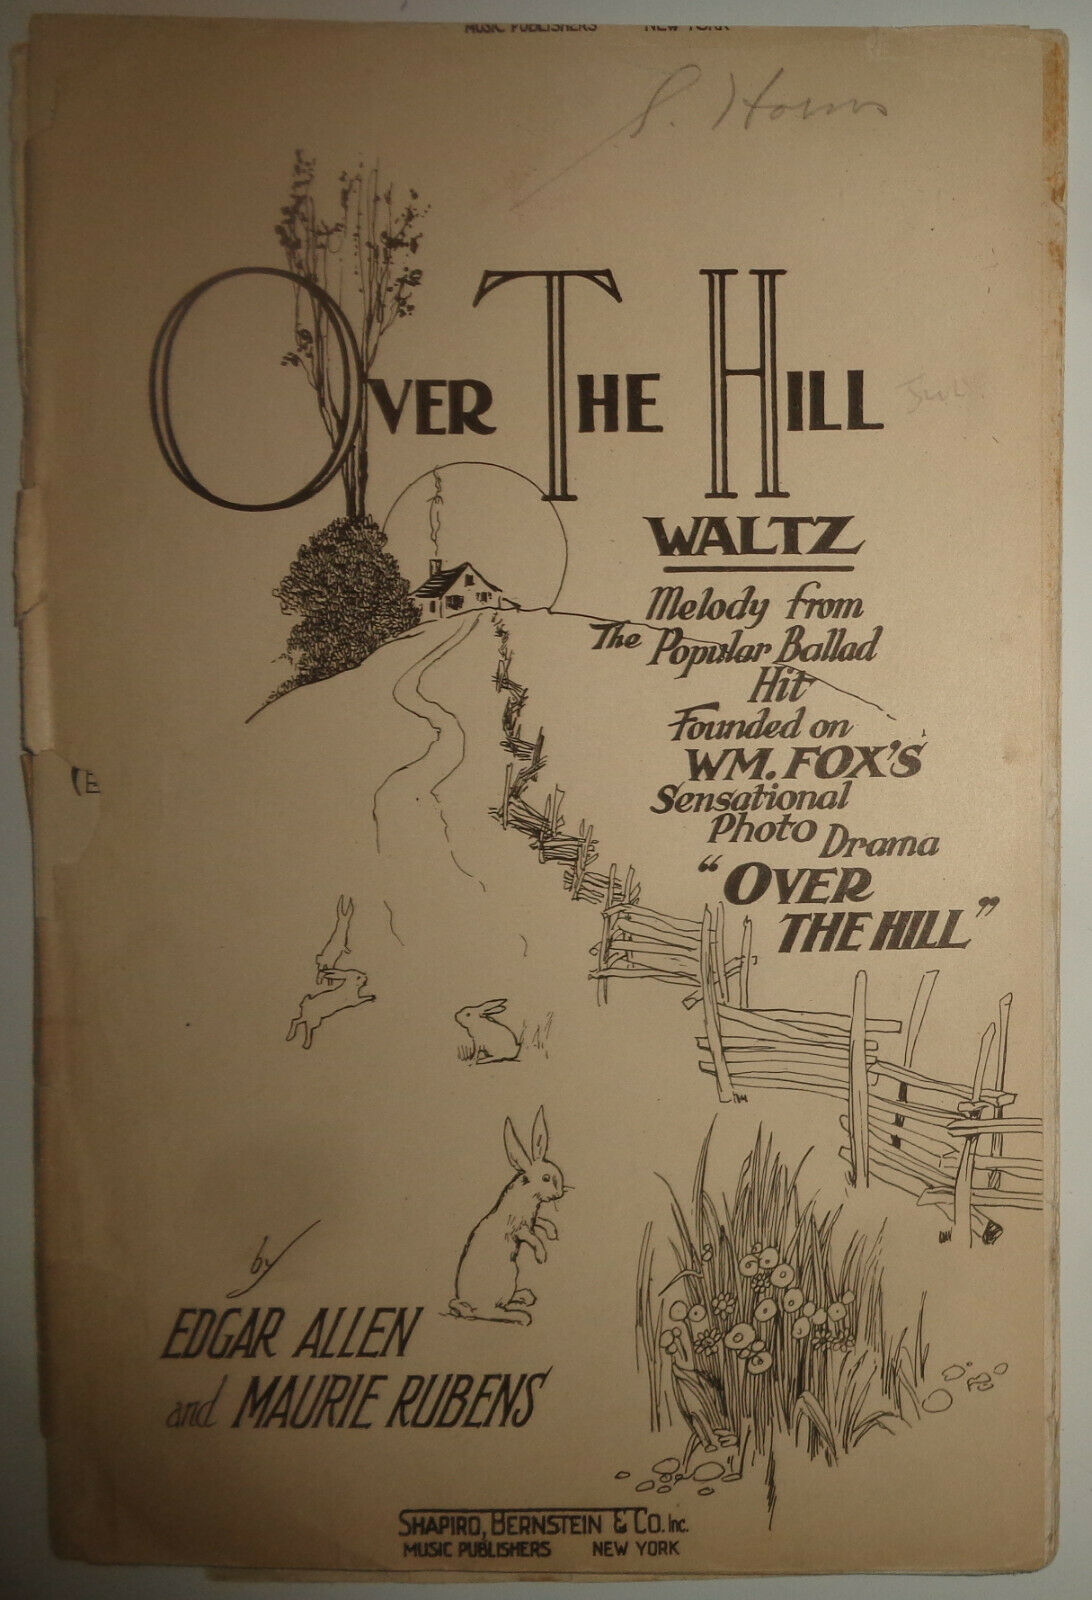 MUSIC PUBLISHERS NEW YORK
OVER THE HILL
WALTZ
Melody from
The Popular Ballad
Hit
Founded on
WM. FOX'S
Sensational
Photo Drama
"OVER
THE HILL"
by
EDGAR ALLEN
and MAURIE RUBENS
SHAPIRO, BERNSTEIN & CO. Inc.
MUSIC PUBLISHERS NEW YORK